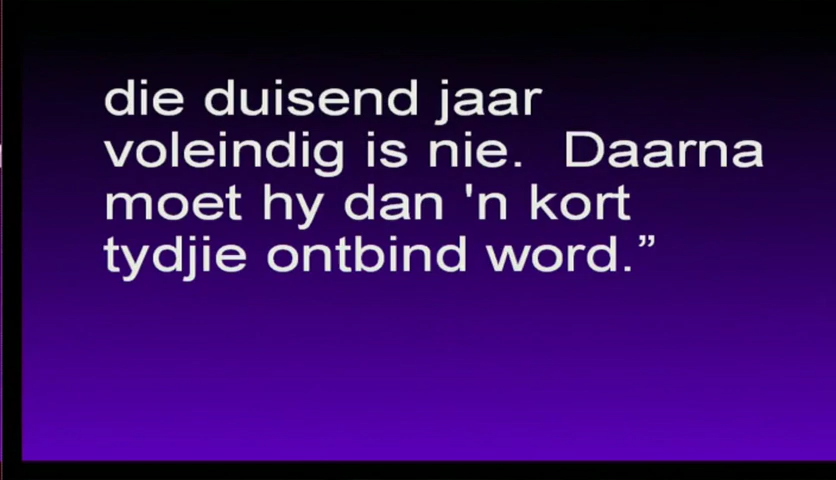 die duisend jaar
voleindig is nie.  Daarna
moet hy dan 'n kort
tydjie ontbind word.”